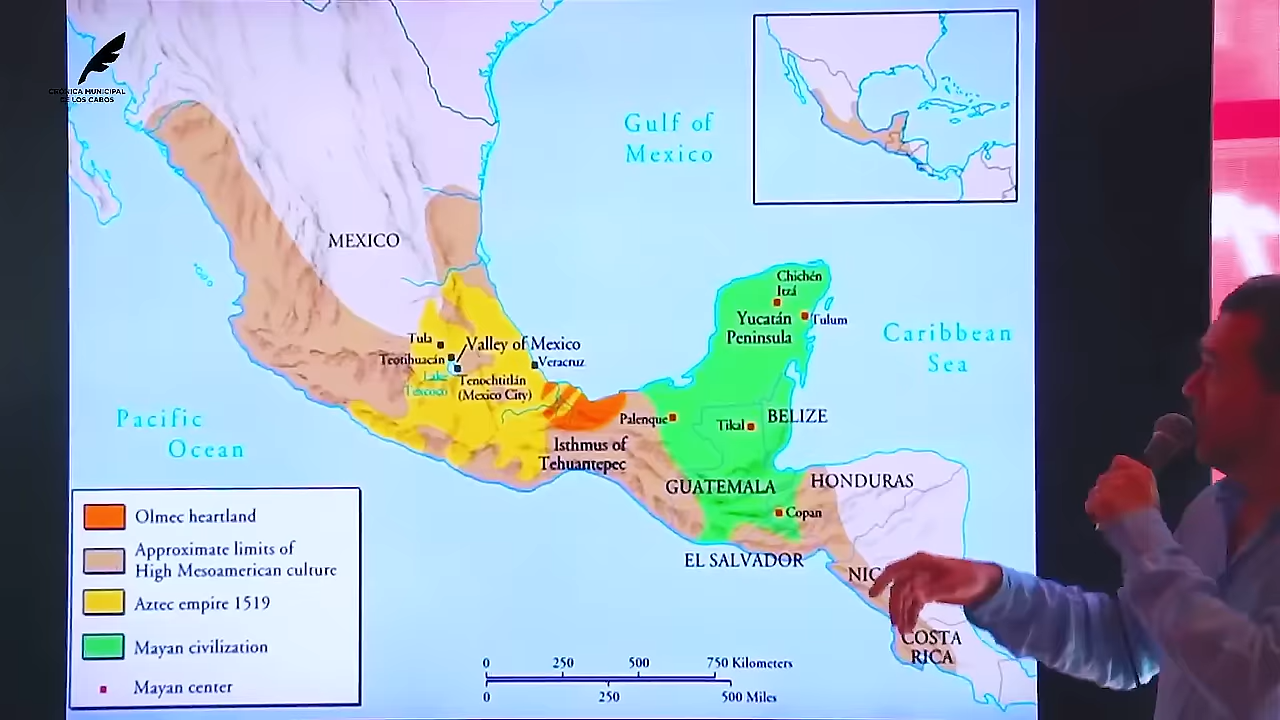 CRÓNICA MUNICIPAL
DE LOS CABOS
Gulf of
Mexico
MEXICO
Chichén
Itzá
Yucatán
Peninsula
Tulum
Caribbean
Sea
Tula
Valley of Mexico
Teotihuacán
Veracruz
Lake
Texcoco
Tenochtitlán
(Mexico City)
Pacific
Ocean
Palenque
Tikal
BELIZE
Isthmus of
Tehuantepec
GUATEMALA
HONDURAS
Copan
EL SALVADOR
NIC
COSTA
RICA
Olmec heartland
Approximate limits of
High Mesoamerican culture
Aztec empire 1519
Mayan civilization
Mayan center
0 250 500 750 Kilometers
0 250 500 Miles